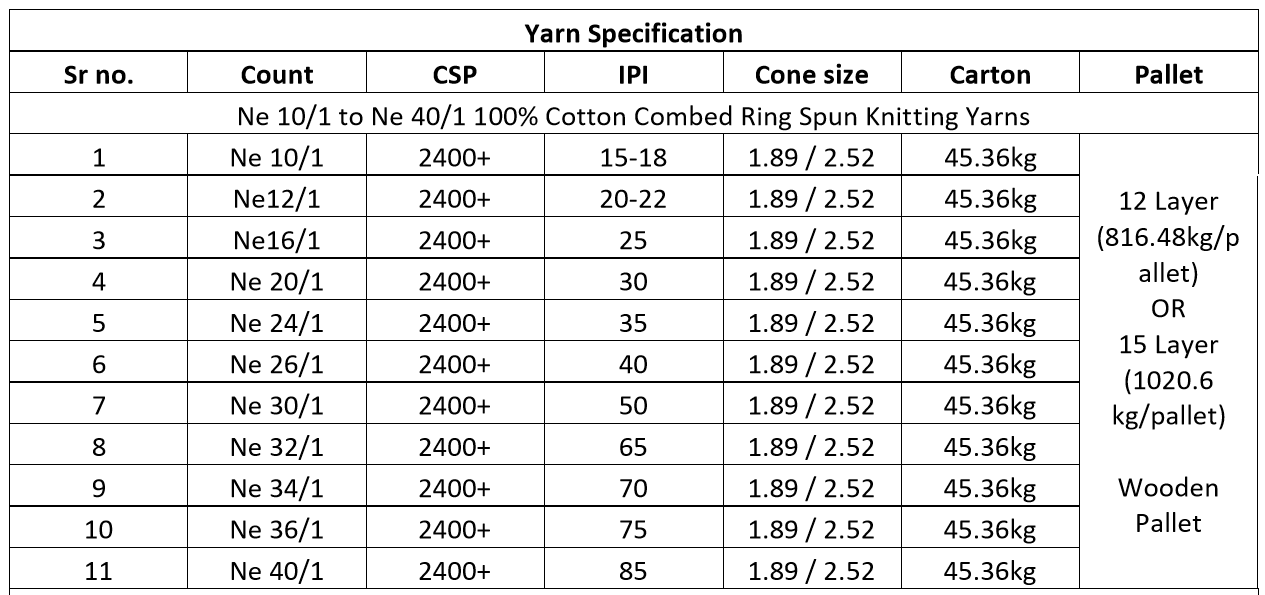 Yarn Specification
Sr no. Count CSP IPI Cone size Carton Pallet
Ne 10/1 to Ne 40/1 100% Cotton Combed Ring Spun Knitting Yarns
1 Ne 10/1 2400+ 15-18 1.89 / 2.52 45.36kg
2 Ne12/1 2400+ 20-22 1.89 / 2.52 45.36kg
3 Ne16/1 2400+ 25 1.89 / 2.52 45.36kg
4 Ne 20/1 2400+ 30 1.89 / 2.52 45.36kg
5 Ne 24/1 2400+ 35 1.89 / 2.52 45.36kg
6 Ne 26/1 2400+ 40 1.89 / 2.52 45.36kg
7 Ne 30/1 2400+ 50 1.89 / 2.52 45.36kg
8 Ne 32/1 2400+ 65 1.89 / 2.52 45.36kg
9 Ne 34/1 2400+ 70 1.89 / 2.52 45.36kg
10 Ne 36/1 2400+ 75 1.89 / 2.52 45.36kg
11 Ne 40/1 2400+ 85 1.89 / 2.52 45.36kg
12 Layer
(816.48kg/p
allet)
OR
15 Layer
(1020.6
kg/pallet)
Wooden
Pallet